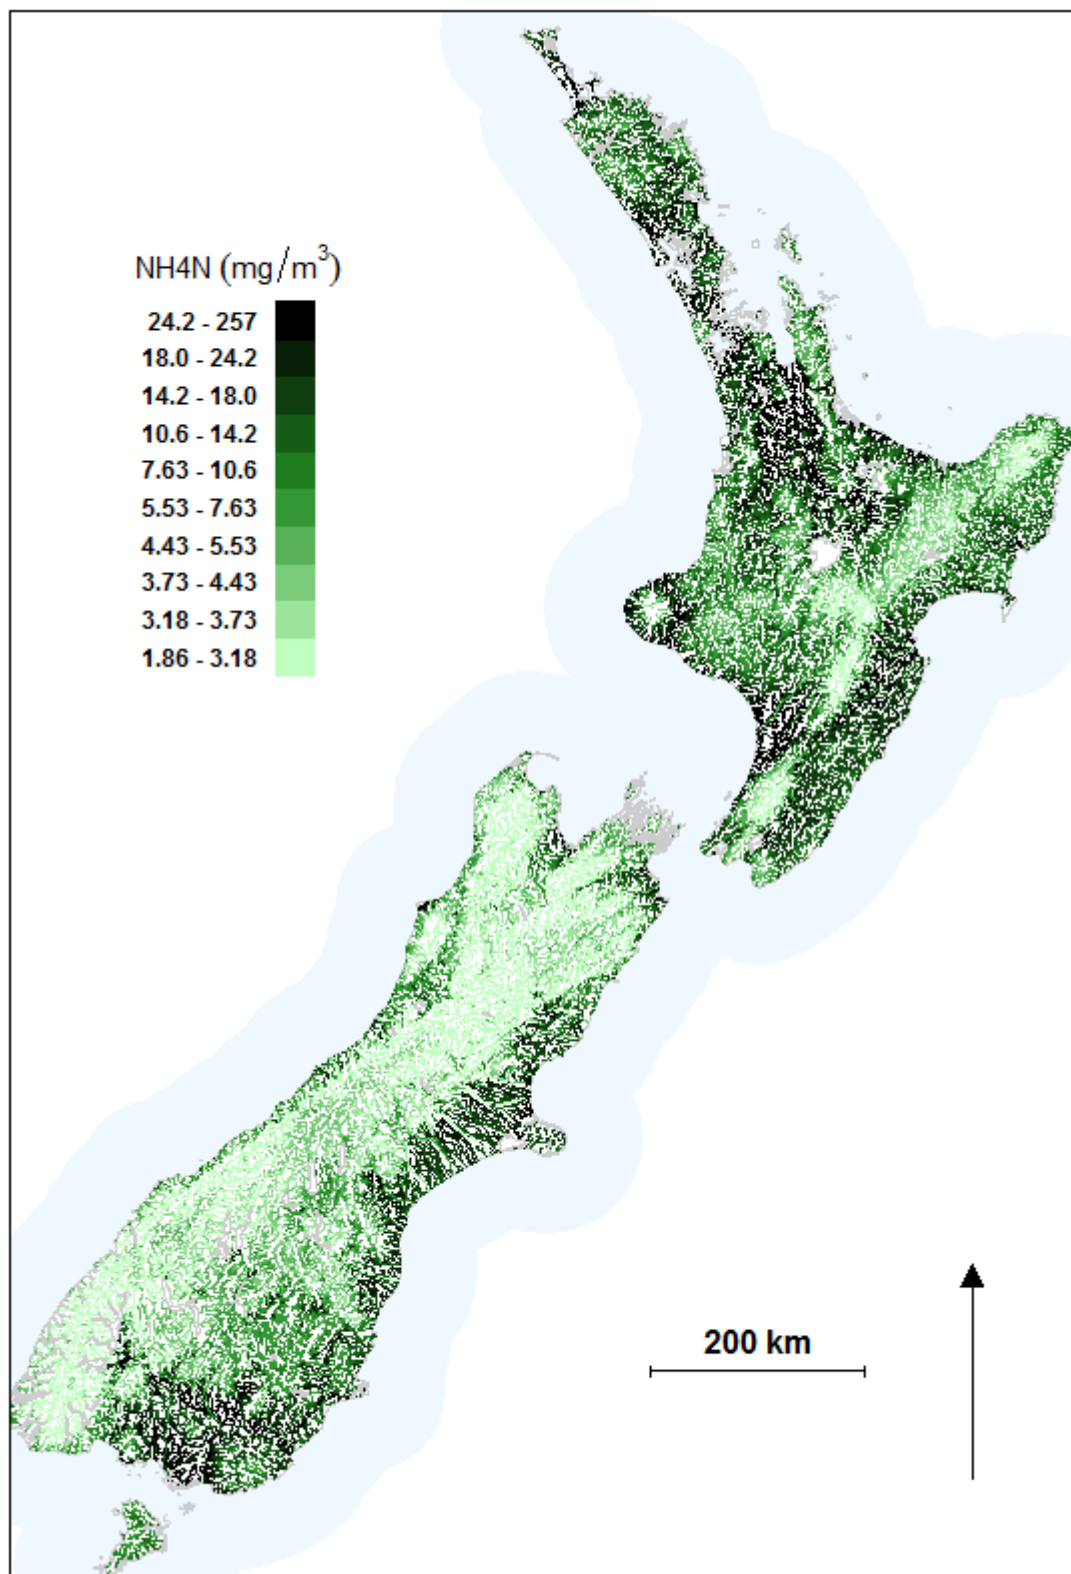 NH4N (mg/m³)
24.2 - 257
18.0 - 24.2
14.2 - 18.0
10.6 - 14.2
7.63 - 10.6
5.53 - 7.63
4.43 - 5.53
3.73 - 4.43
3.18 - 3.73
1.86 - 3.18
200 km